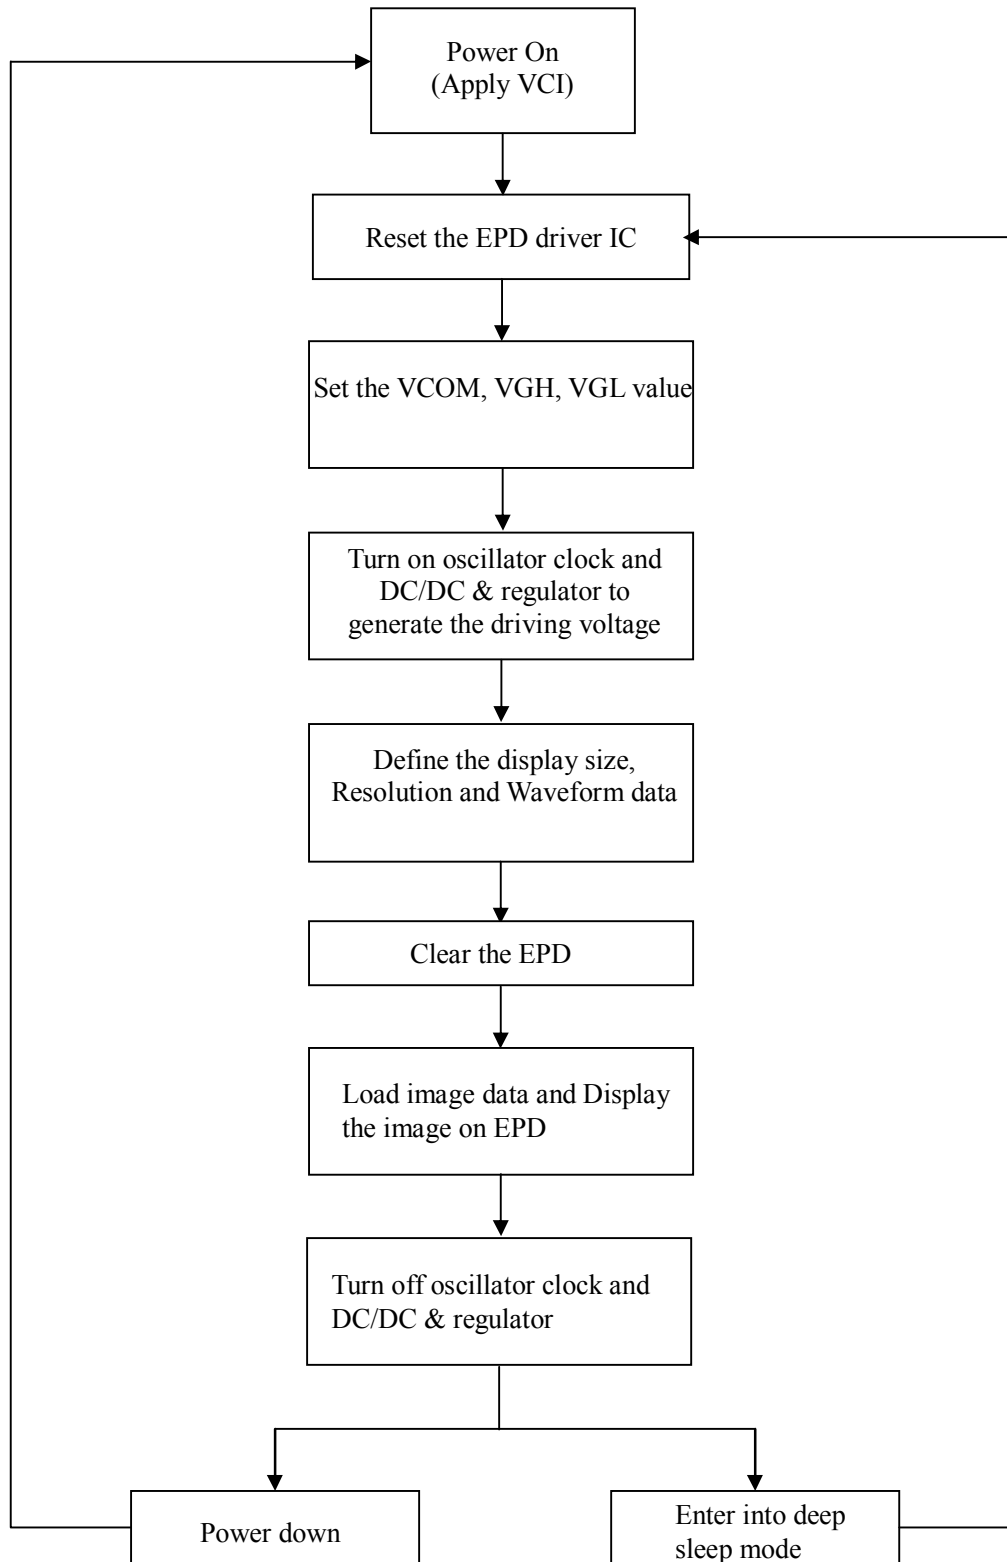 Power On
(Apply VCI)
Reset the EPD driver IC
Set the VCOM, VGH, VGL value
Turn on oscillator clock and
DC/DC & regulator to
generate the driving voltage
Define the display size,
Resolution and Waveform data
Clear the EPD
Load image data and Display
the image on EPD
Turn off oscillator clock and
DC/DC & regulator
Power down
Enter into deep
sleep mode